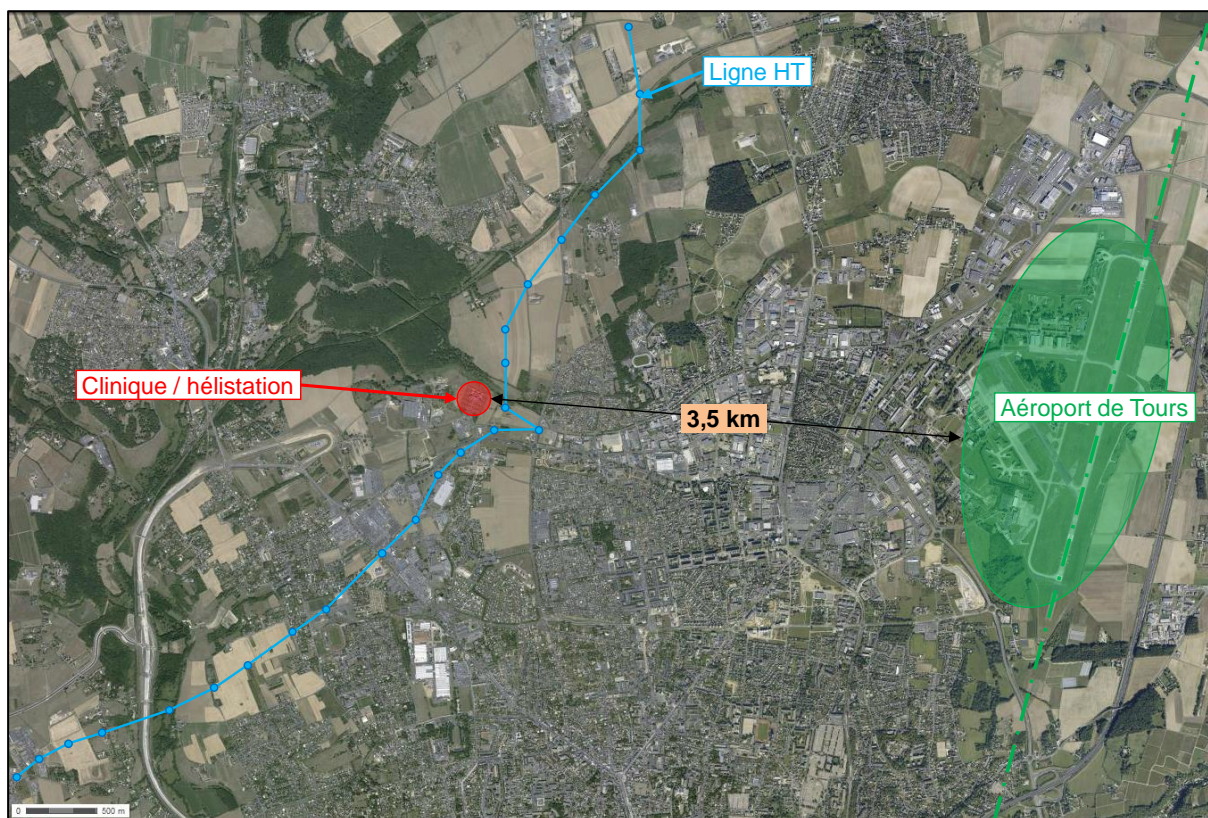 Ligne HT
Clinique / hélistation
3,5 km
Aéroport de Tours
0 500 m